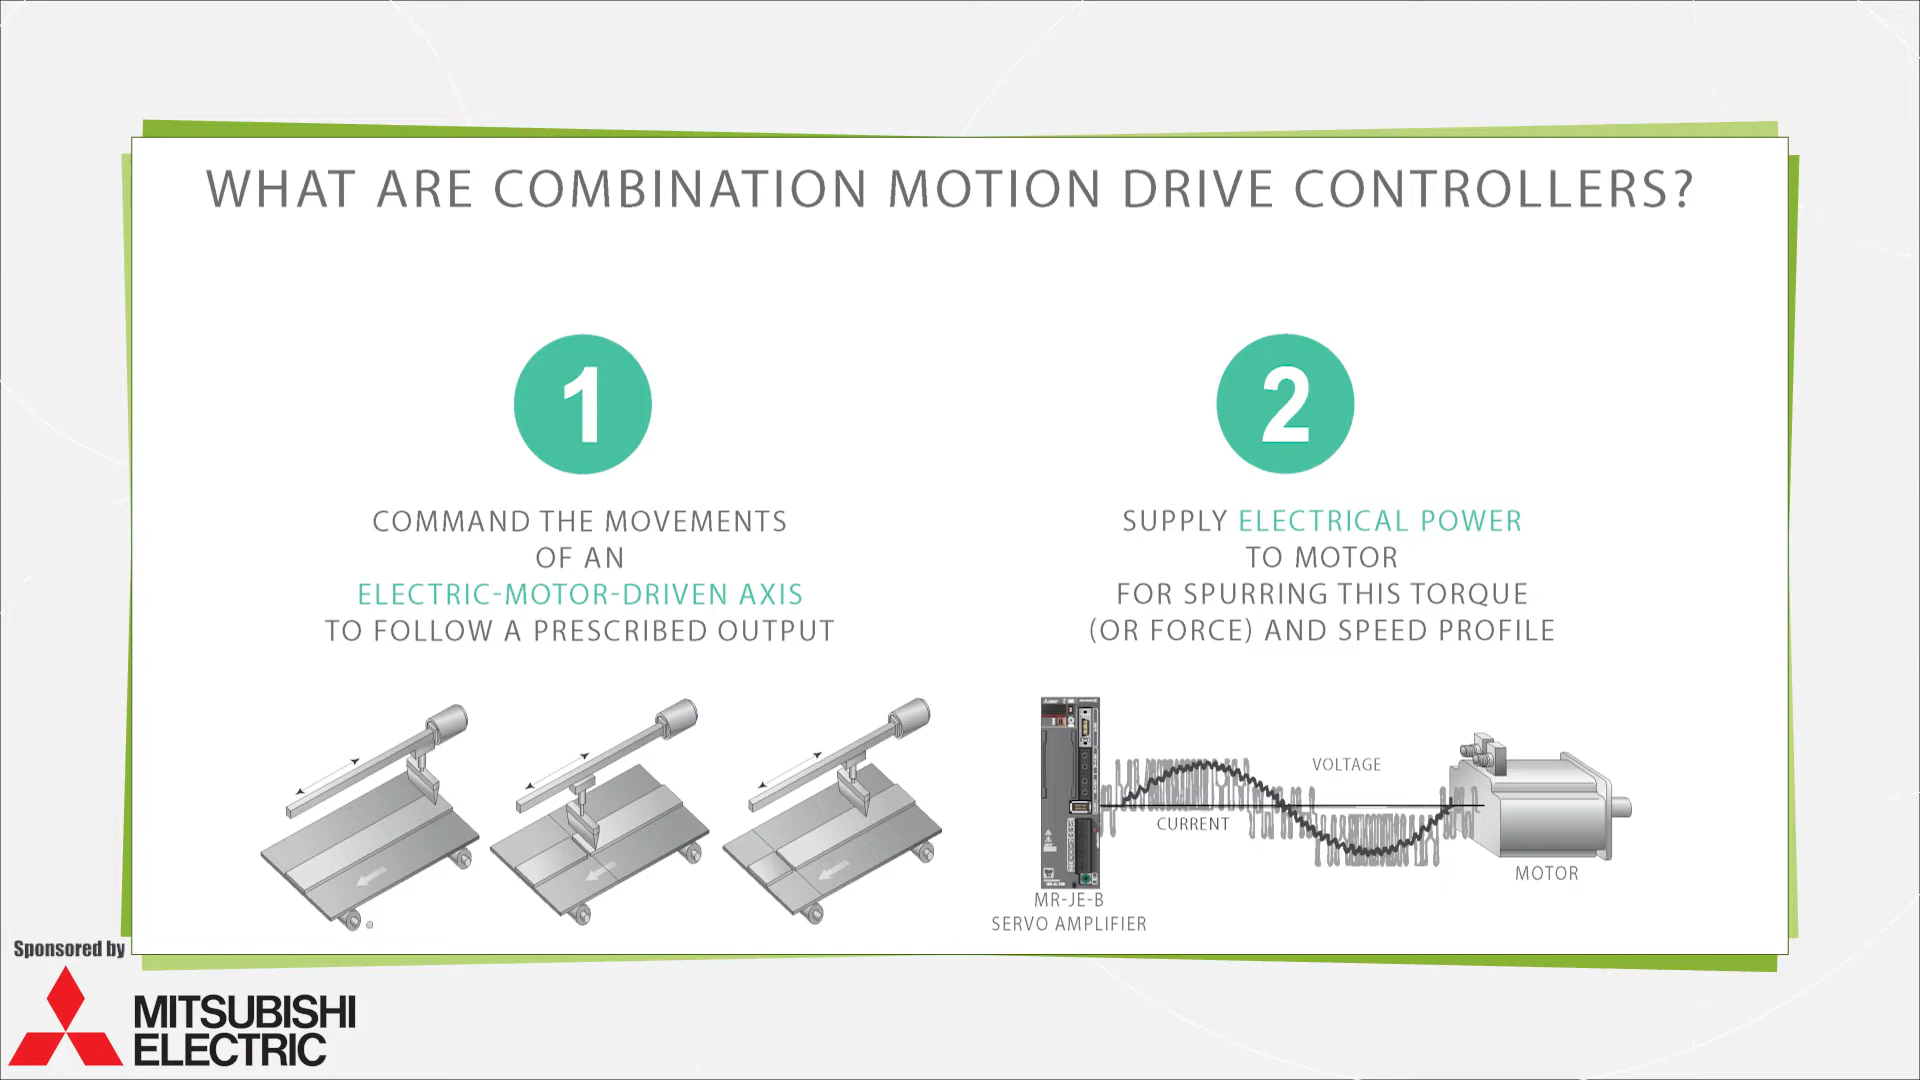 WHAT ARE COMBINATION MOTION DRIVE CONTROLLERS?
1
COMMAND THE MOVEMENTS
OF AN
ELECTRIC-MOTOR-DRIVEN AXIS
TO FOLLOW A PRESCRIBED OUTPUT
2
SUPPLY ELECTRICAL POWER
TO MOTOR
FOR SPURRING THIS TORQUE
(OR FORCE) AND SPEED PROFILE
VOLTAGE
CURRENT
MOTOR
MR-JE-B
SERVO AMPLIFIER
Sponsored by
MITSUBISHI
ELECTRIC